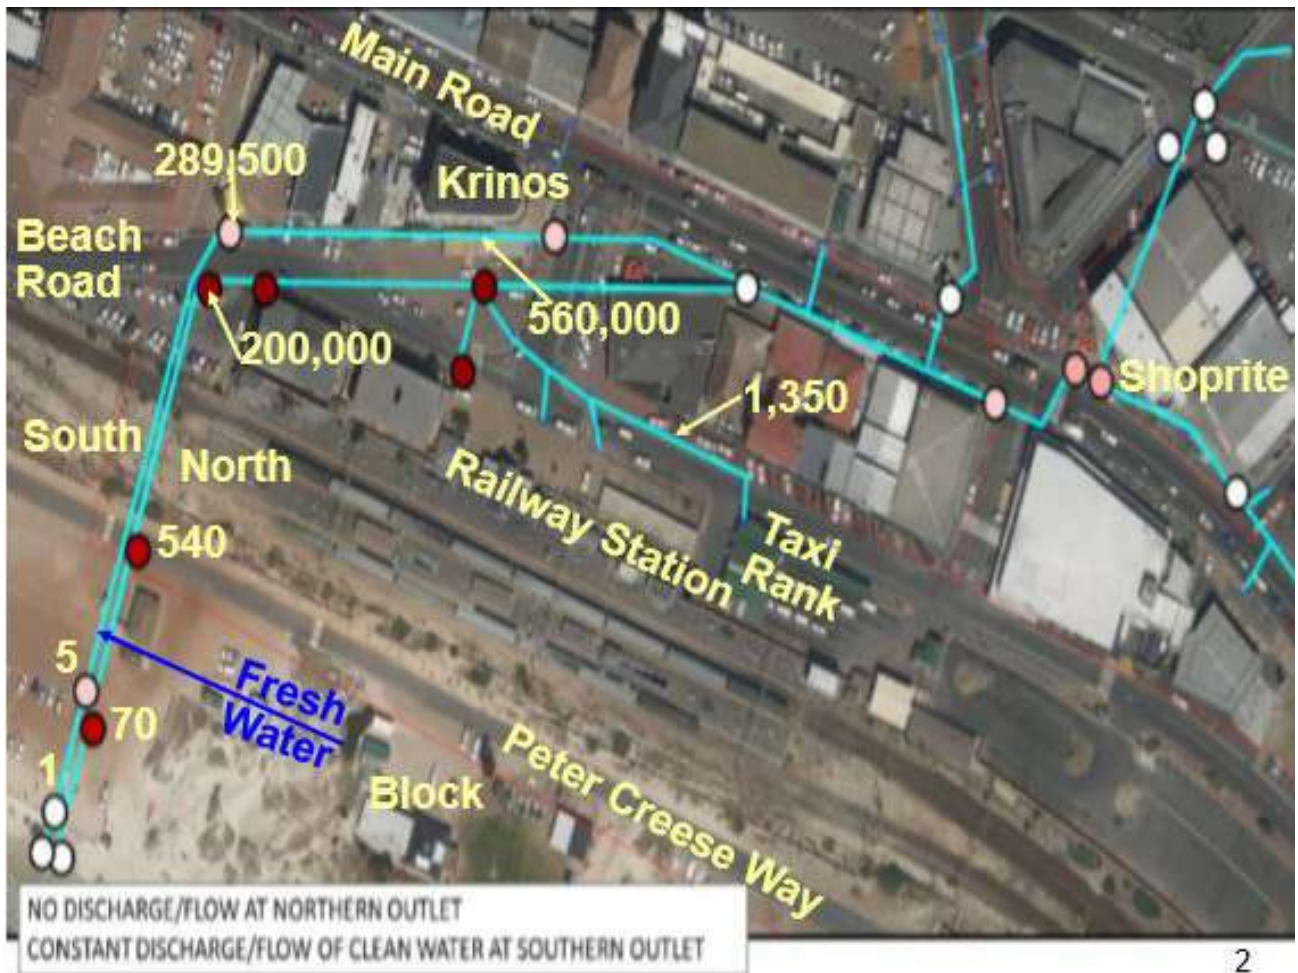 Main Road
289,500
Krinos
Beach
Road
560,000
200,000
Shoprite
1,350
South
North
Railway Station
Taxi
Rank
540
5
Fresh
Water
70
1
Block
Peter Creese Way
NO DISCHARGE/FLOW AT NORTHERN OUTLET
CONSTANT DISCHARGE/FLOW OF CLEAN WATER AT SOUTHERN OUTLET
2